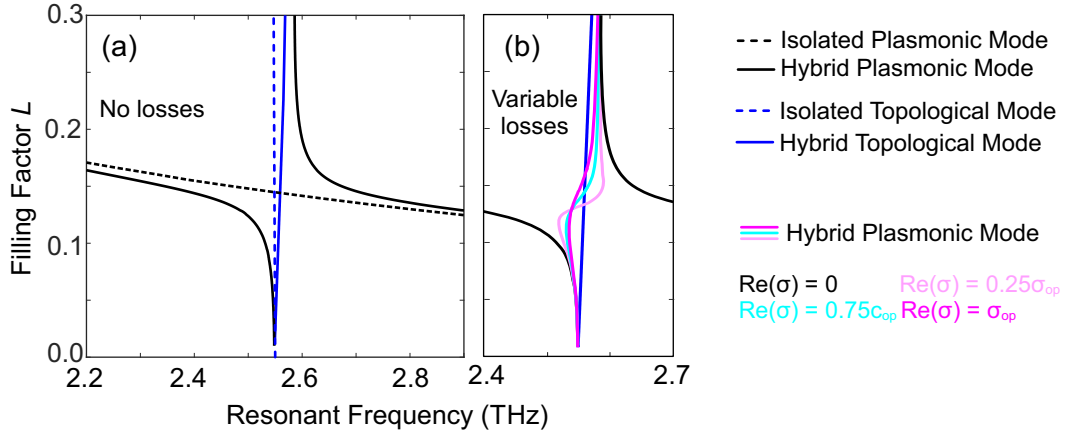 0.3
(a)
(b)
No losses
Variable
losses
0.2
0.1
0.0
Filling Factor L
2.2
2.4
2.6
2.8
2.4
2.7
Resonant Frequency (THz)
Isolated Plasmonic Mode
Hybrid Plasmonic Mode
Isolated Topological Mode
Hybrid Topological Mode
Hybrid Plasmonic Mode
Re(σ) = 0
Re(σ) = 0.25σop
Re(σ) = 0.75cop
Re(σ) = σop